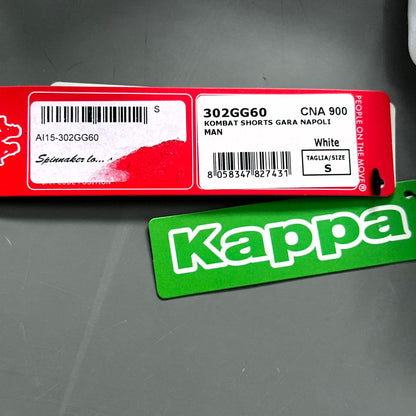 S
AI15-302GG60
Spinnaker lo...
302GG60 CNA 900
KOMBAT SHORTS GARA NAPOLI
MAN
White
TAGLIA/SIZE
S
8 058347 827431
PEOPLE ON THE MOVE®
Kappa